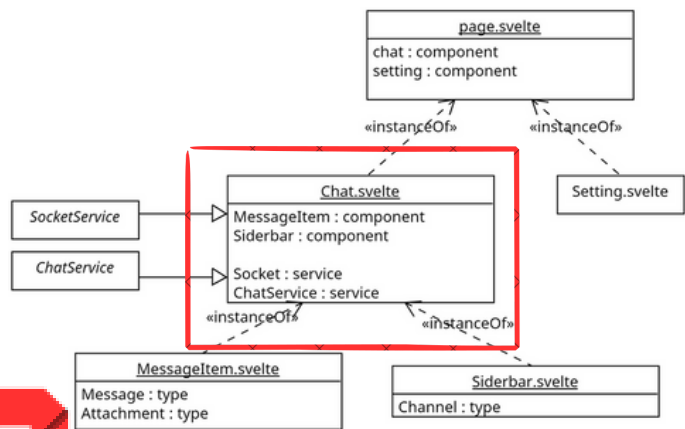 page.svelte
chat : component
setting : component
«instanceOf»
«instanceOf»
Chat.svelte
MessageItem : component
Siderbar : component
Socket : service
ChatService : service
Setting.svelte
SocketService
ChatService
«instanceOf»
«instanceOf»
MessageItem.svelte
Message : type
Attachment : type
Siderbar.svelte
Channel : type